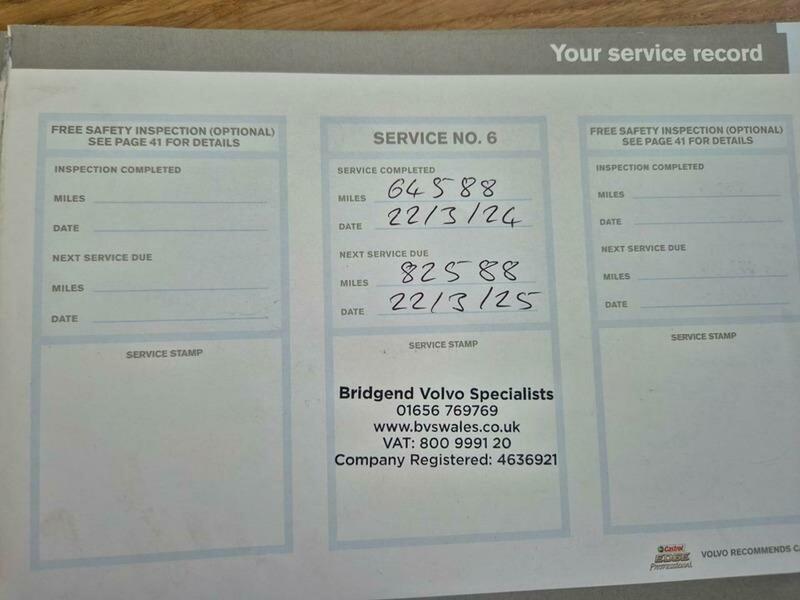 Your service record
FREE SAFETY INSPECTION (OPTIONAL)
SEE PAGE 41 FOR DETAILS
INSPECTION COMPLETED
MILES
DATE
NEXT SERVICE DUE
MILES
DATE
SERVICE STAMP
SERVICE NO. 6
SERVICE COMPLETED
MILES 64588
DATE 22/3/24
NEXT SERVICE DUE
MILES 82588
DATE 22/3/25
SERVICE STAMP
Bridgend Volvo Specialists
01656 769769
www.bvswales.co.uk
VAT: 800 9991 20
Company Registered: 4636921
FREE SAFETY INSPECTION (OPTIONAL)
SEE PAGE 41 FOR DETAILS
INSPECTION COMPLETED
MILES
DATE
NEXT SERVICE DUE
MILES
DATE
SERVICE STAMP
Castrol
EDGE
Professional
VOLVO RECOMMENDS